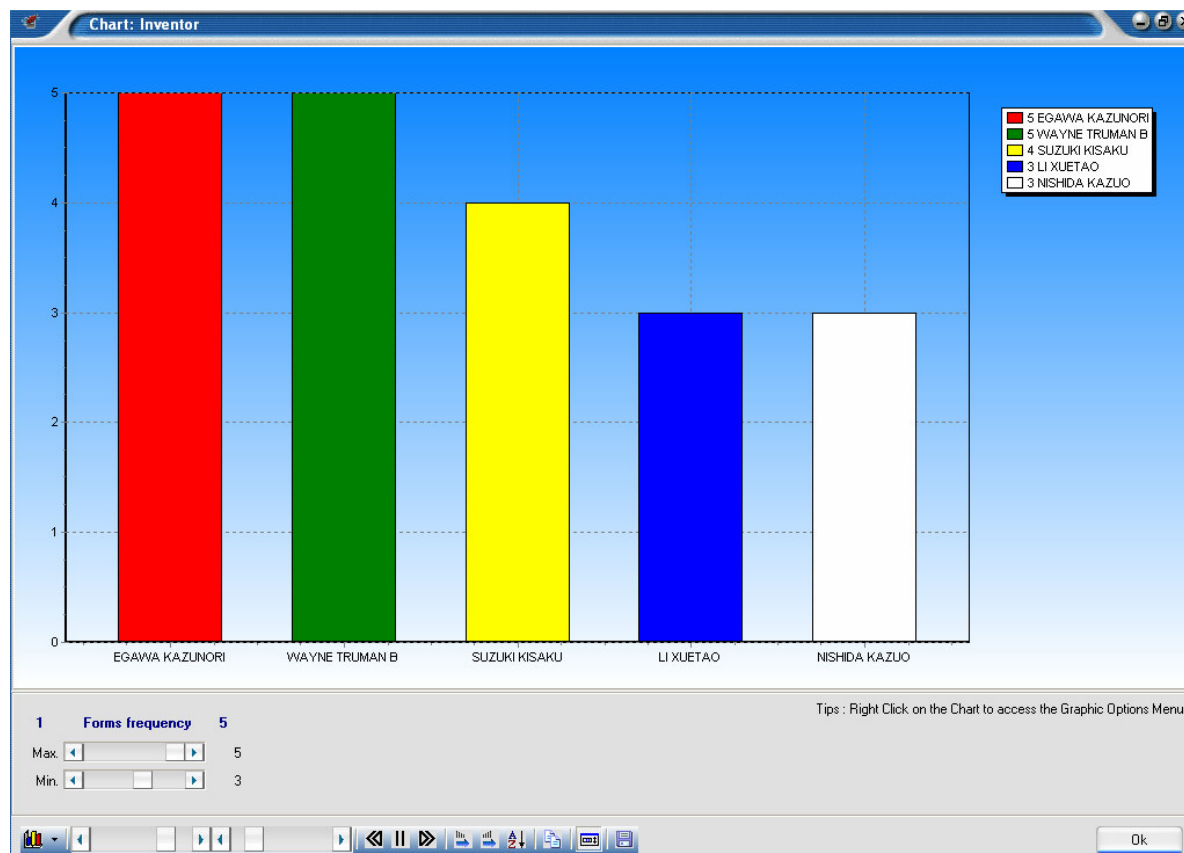 Chart: Inventor
5
4
3
2
1
0
EGAWA KAZUNORI
WAYNE TRUMAN B
SUZUKI KISAKU
LI XUETAO
NISHIDA KAZUO
5 EGAWA KAZUNORI
5 WAYNE TRUMAN B
4 SUZUKI KISAKU
3 LI XUETAO
3 NISHIDA KAZUO
Tips : Right Click on the Chart to access the Graphic Options Menu
1 Forms frequency 5
Max. 5
Min. 3
Ok